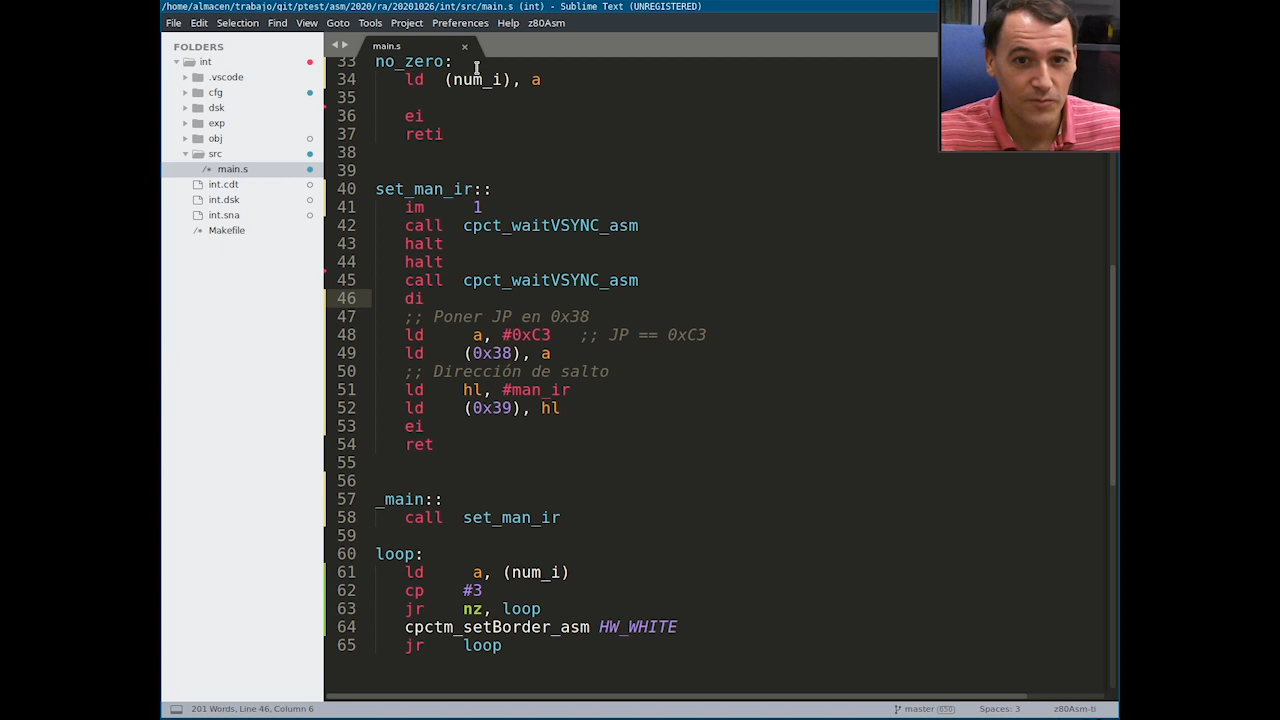 /home/almacen/trabajo/git/ptest/asm/2020/ra/20201026/int/src/main.s (int) - Sublime Text (UNREGISTERED)
File Edit Selection Find View Goto Tools Project Preferences Help z80Asm
FOLDERS
int
.vscode
cfg
dsk
exp
obj
src
/* main.s
int.cdt
int.dsk
int.sna
/* Makefile
main.s ×
33 no_zero:
34 ld (num_i), a
35
36 ei
37 reti
38
39
40 set_man_ir::
41 im 1
42 call cpct_waitVSYNC_asm
43 halt
44 halt
45 call cpct_waitVSYNC_asm
46 di
47 ;; Poner JP en 0x38
48 ld a, #0xC3 ;; JP == 0xC3
49 ld (0x38), a
50 ;; Dirección de salto
51 ld hl, #man_ir
52 ld (0x39), hl
53 ei
54 ret
55
56
57 _main::
58 call set_man_ir
59
60 loop:
61 ld a, (num_i)
62 cp #3
63 jr nz, loop
64 cpctm_setBorder_asm HW_WHITE
65 jr loop
201 Words, Line 46, Column 6 master 650 Spaces: 3 z80Asm-ti